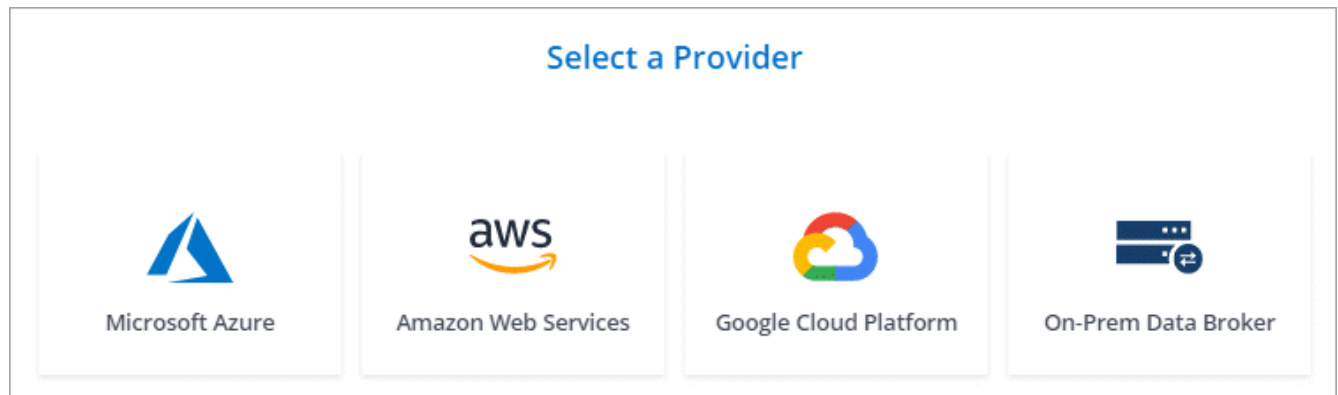 Select a Provider
aws
Microsoft Azure
Amazon Web Services
Google Cloud Platform
On-Prem Data Broker